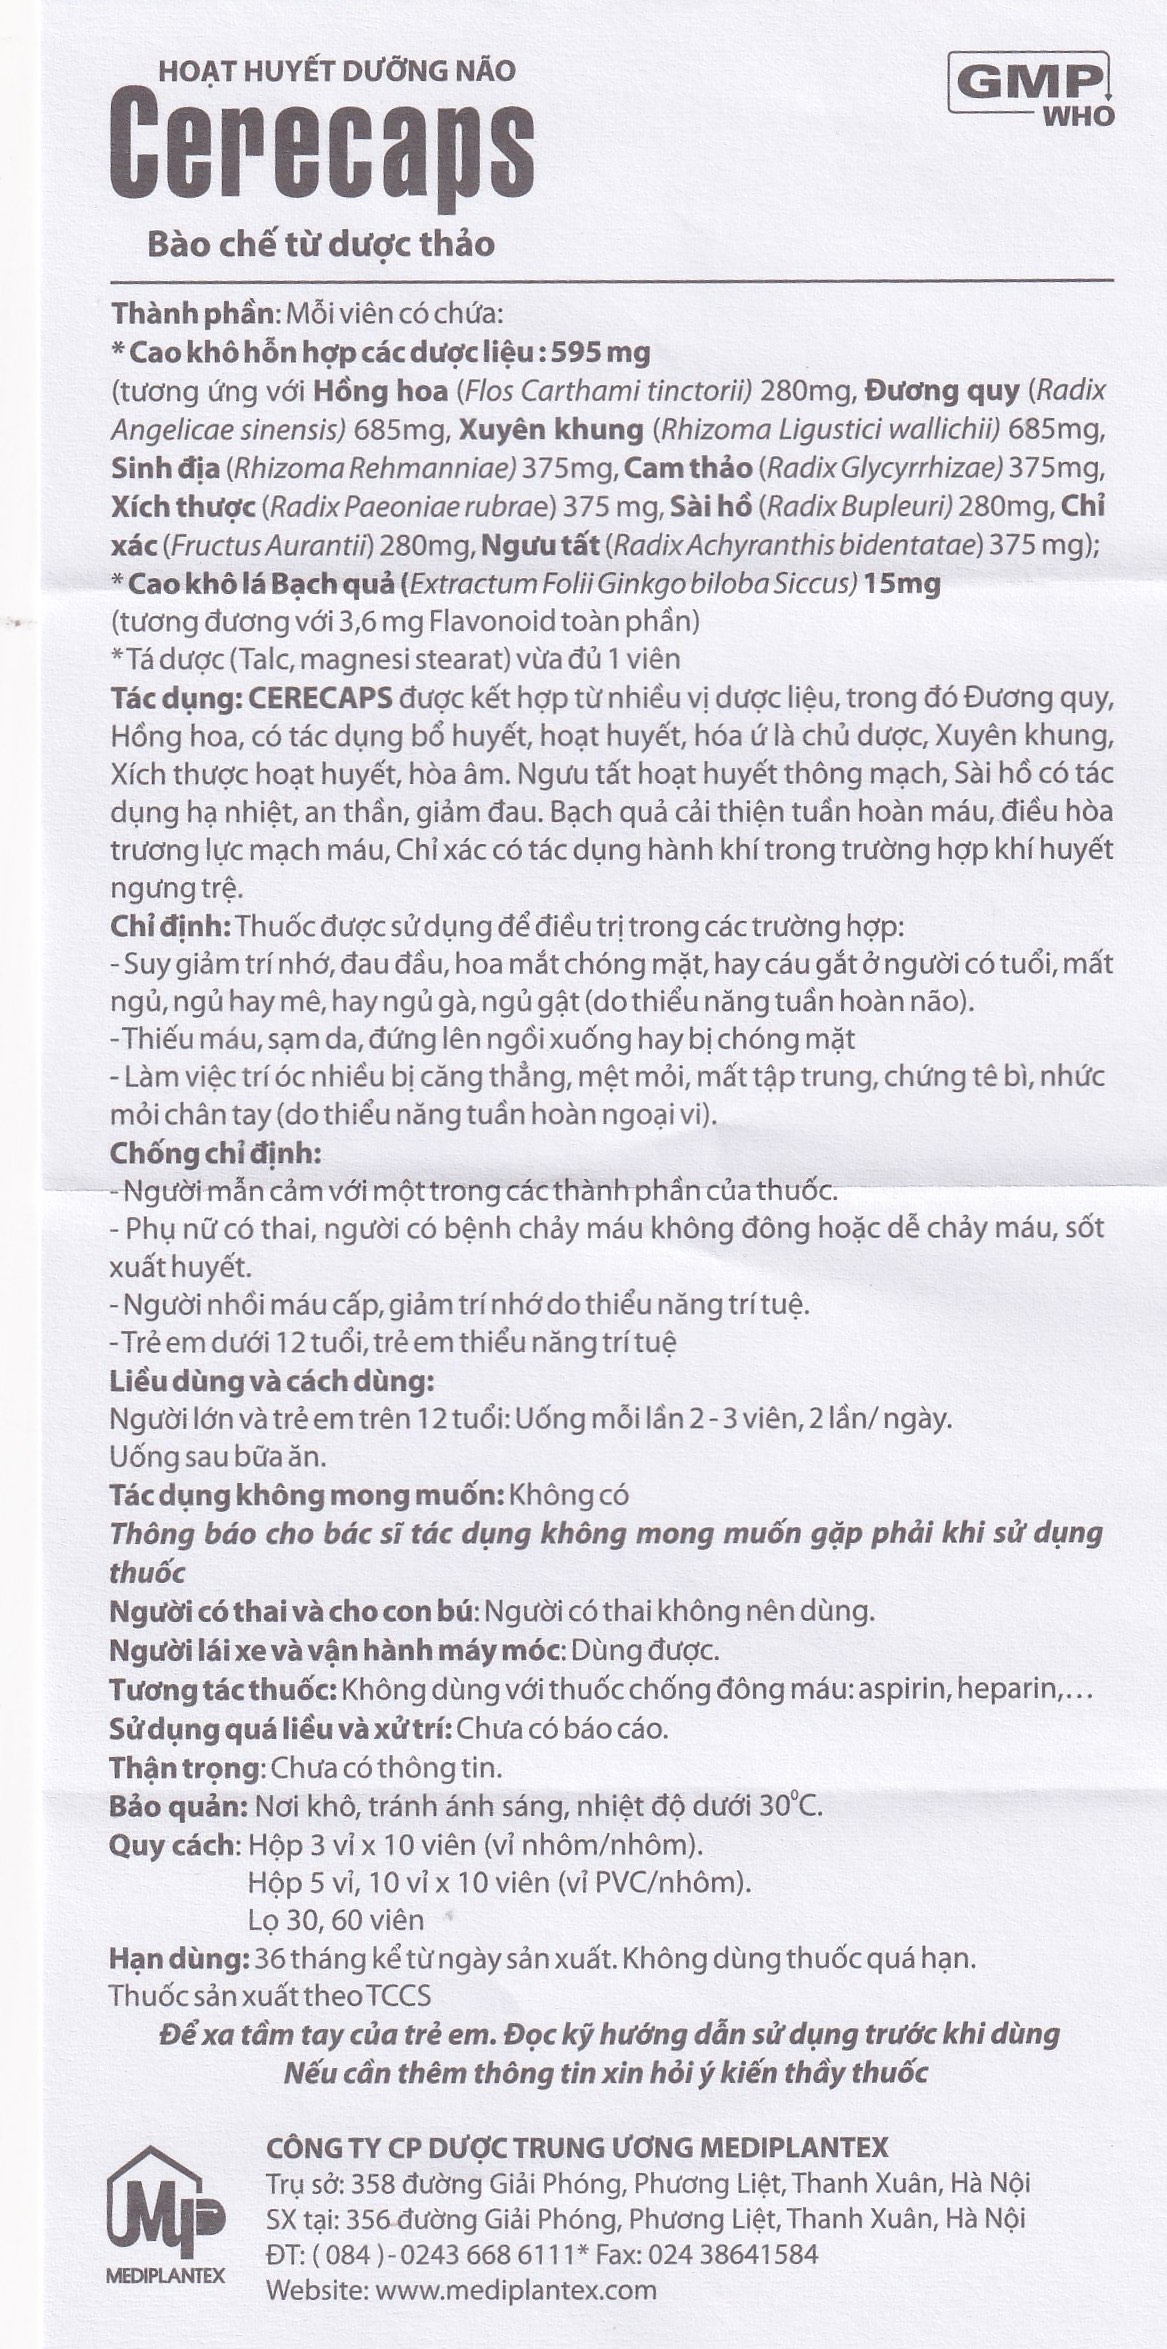 HOẠT HUYẾT DƯỠNG NÃO
GMP
WHO
Cerecaps
Bào chế từ dược thảo
Thành phần: Mỗi viên có chứa:
* Cao khô hỗn hợp các dược liệu : 595 mg
(tương ứng với Hồng hoa (Flos Carthami tinctorii) 280mg, Đương quy (Radix
Angelicae sinensis) 685mg, Xuyên khung (Rhizoma Ligustici wallichii) 685mg,
Sinh địa (Rhizoma Rehmanniae) 375mg, Cam thảo (Radix Glycyrrhizae) 375mg,
Xích thược (Radix Paeoniae rubrae) 375 mg, Sài hồ (Radix Bupleuri) 280mg, Chỉ
xác (Fructus Aurantii) 280mg, Ngưu tất (Radix Achyranthis bidentatae) 375 mg);
* Cao khô lá Bạch quả (Extractum Folii Ginkgo biloba Siccus) 15mg
(tương đương với 3,6 mg Flavonoid toàn phần)
*Tá dược (Talc, magnesi stearat) vừa đủ 1 viên
Tác dụng: CERECAPS được kết hợp từ nhiều vị dược liệu, trong đó Đương quy,
Hồng hoa, có tác dụng bổ huyết, hoạt huyết, hóa ứ là chủ dược, Xuyên khung,
Xích thược hoạt huyết, hòa âm. Ngưu tất hoạt huyết thông mạch, Sài hồ có tác
dụng hạ nhiệt, an thần, giảm đau. Bạch quả cải thiện tuần hoàn máu, điều hòa
trương lực mạch máu, Chỉ xác có tác dụng hành khí trong trường hợp khí huyết
ngưng trệ.
Chỉ định: Thuốc được sử dụng để điều trị trong các trường hợp:
- Suy giảm trí nhớ, đau đầu, hoa mắt chóng mặt, hay cáu gắt ở người có tuổi, mất
ngủ, ngủ hay mê, hay ngủ gà, ngủ gật (do thiểu năng tuần hoàn não).
- Thiếu máu, sạm da, đứng lên ngồi xuống hay bị chóng mặt
- Làm việc trí óc nhiều bị căng thẳng, mệt mỏi, mất tập trung, chứng tê bì, nhức
mỏi chân tay (do thiểu năng tuần hoàn ngoại vi).
Chống chỉ định:
- Người mẫn cảm với một trong các thành phần của thuốc.
- Phụ nữ có thai, người có bệnh chảy máu không đông hoặc dễ chảy máu, sốt
xuất huyết.
- Người nhồi máu cấp, giảm trí nhớ do thiểu năng trí tuệ.
- Trẻ em dưới 12 tuổi, trẻ em thiểu năng trí tuệ
Liều dùng và cách dùng:
Người lớn và trẻ em trên 12 tuổi: Uống mỗi lần 2 - 3 viên, 2 lần/ ngày.
Uống sau bữa ăn.
Tác dụng không mong muốn: Không có
Thông báo cho bác sĩ tác dụng không mong muốn gặp phải khi sử dụng
thuốc
Người có thai và cho con bú: Người có thai không nên dùng.
Người lái xe và vận hành máy móc: Dùng được.
Tương tác thuốc: Không dùng với thuốc chống đông máu: aspirin, heparin,...
Sử dụng quá liều và xử trí: Chưa có báo cáo.
Thận trọng: Chưa có thông tin.
Bảo quản: Nơi khô, tránh ánh sáng, nhiệt độ dưới 30⁰C.
Quy cách: Hộp 3 vỉ x 10 viên (vỉ nhôm/nhôm).
Hộp 5 vỉ, 10 vỉ x 10 viên (vỉ PVC/nhôm).
Lọ 30, 60 viên
Hạn dùng: 36 tháng kể từ ngày sản xuất. Không dùng thuốc quá hạn.
Thuốc sản xuất theo TCCS
Để xa tầm tay của trẻ em. Đọc kỹ hướng dẫn sử dụng trước khi dùng
Nếu cần thêm thông tin xin hỏi ý kiến thầy thuốc
CÔNG TY CP DƯỢC TRUNG ƯƠNG MEDIPLANTEX
Trụ sở: 358 đường Giải Phóng, Phương Liệt, Thanh Xuân, Hà Nội
SX tại: 356 đường Giải Phóng, Phương Liệt, Thanh Xuân, Hà Nội
ĐT: ( 084 ) - 0243 668 6111* Fax: 024 38641584
Website: www.mediplantex.com
MP
MEDIPLANTEX